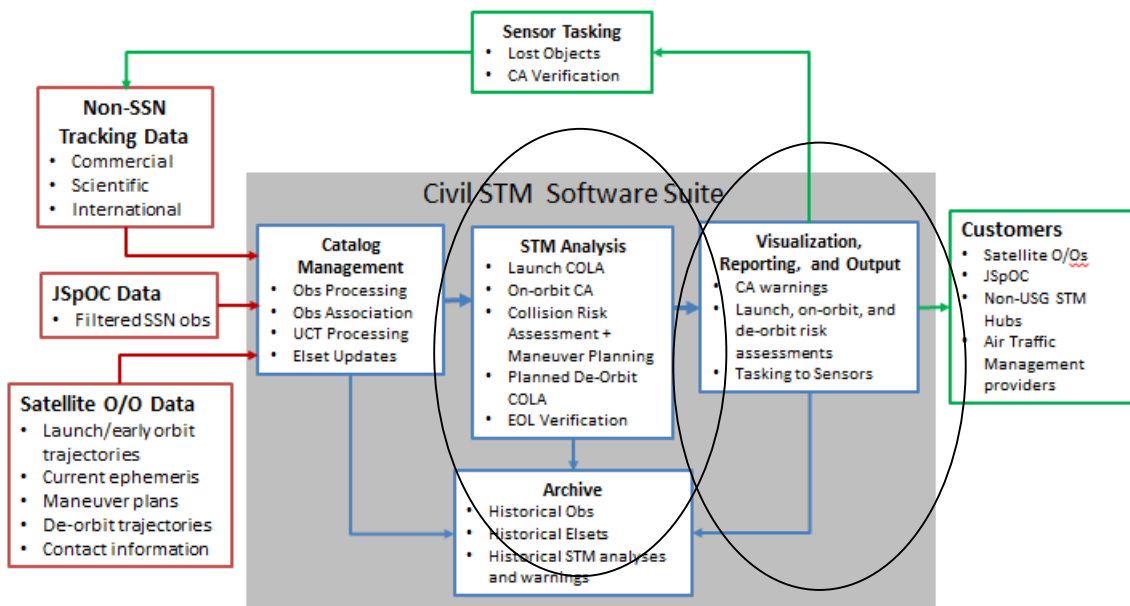 Sensor Tasking
• Lost Objects
• CA Verification
Non-SSN
Tracking Data
• Commercial
• Scientific
• International
JSpOC Data
• Filtered SSN obs
Satellite O/O Data
• Launch/early orbit
trajectories
• Current ephemeris
• Maneuver plans
• De-orbit trajectories
• Contact information
Civil STM Software Suite
Catalog
Management
• Obs Processing
• Obs Association
• UCT Processing
• Elset Updates
STM Analysis
• Launch COLA
• On-orbit CA
• Collision Risk
Assessment +
Maneuver Planning
• Planned De-Orbit
COLA
• EOL Verification
Visualization,
Reporting, and Output
• CA warnings
• Launch, on-orbit, and
de-orbit risk
assessments
• Tasking to Sensors
Archive
• Historical Obs
• Historical Elsets
• Historical STM analyses
and warnings
Customers
• Satellite O/Os
• JSpOC
• Non-USG STM
Hubs
• Air Traffic
Management
providers